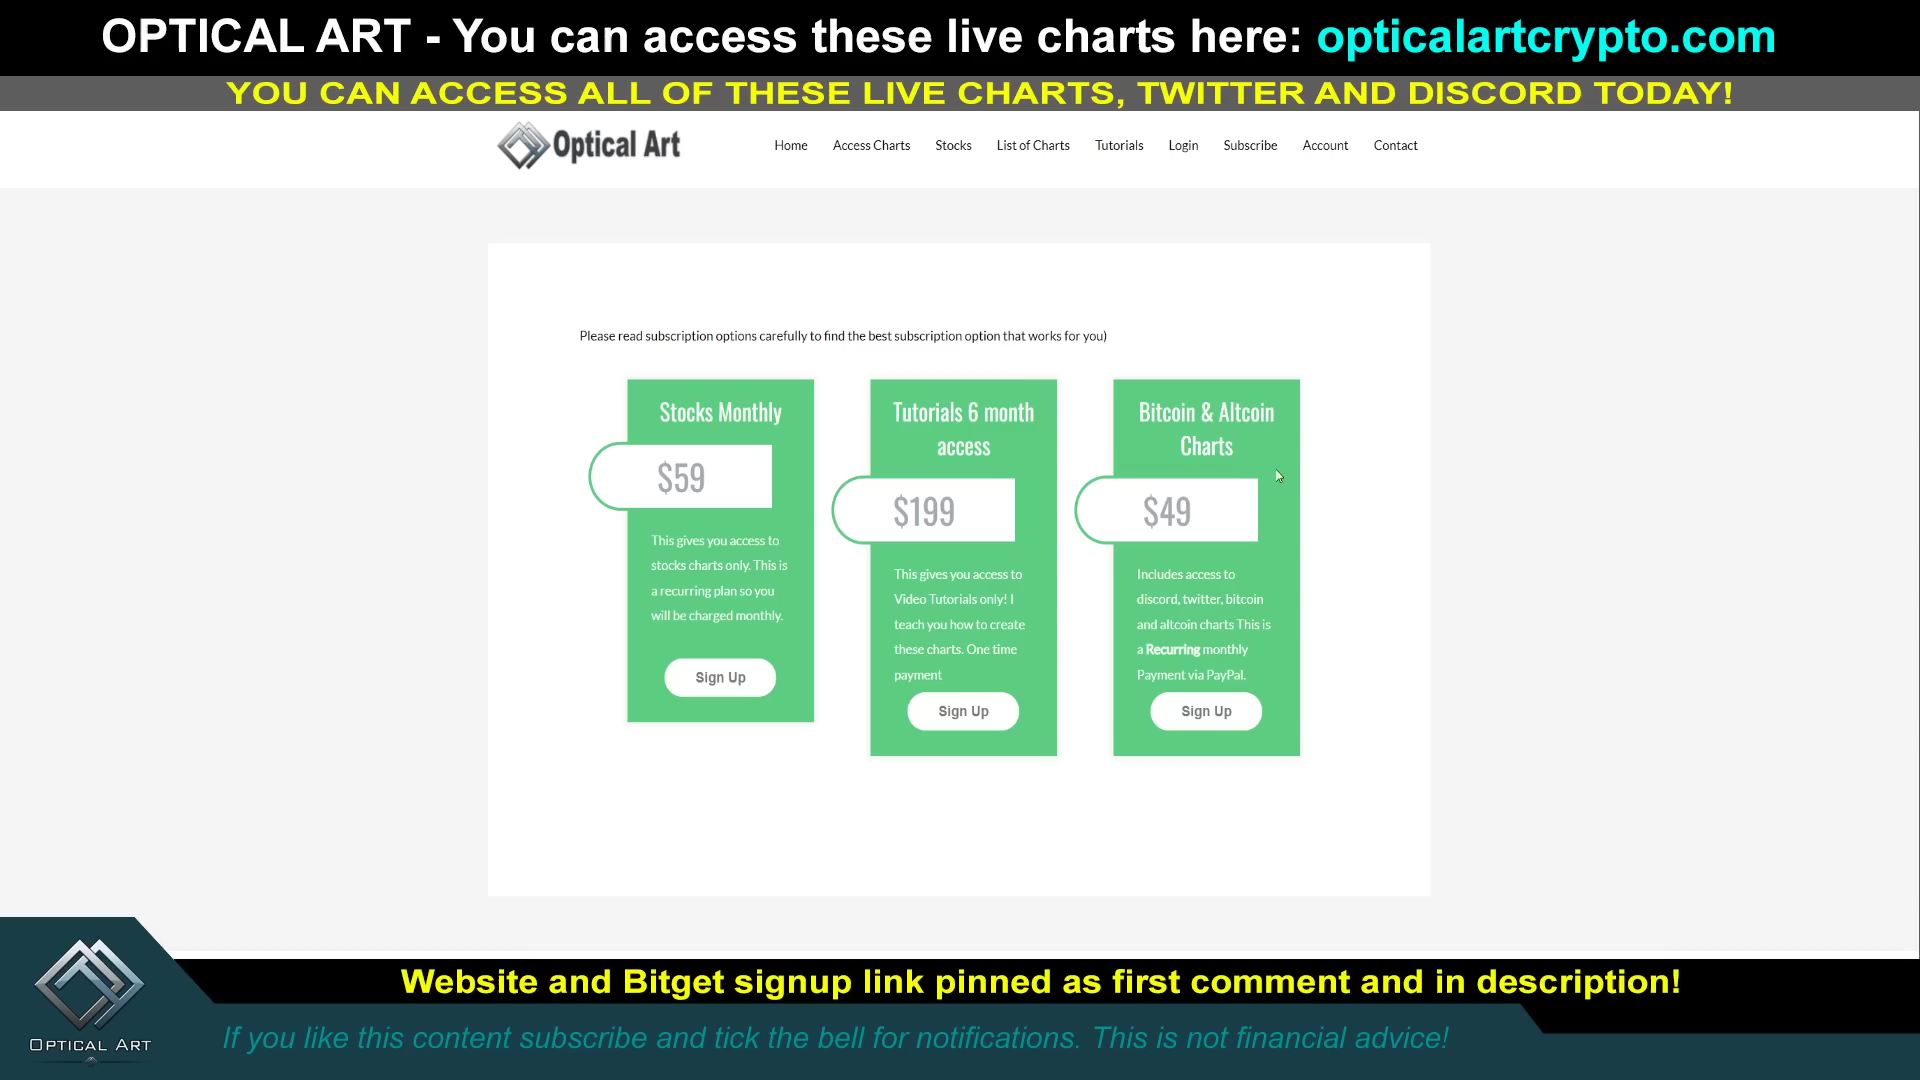 OPTICAL ART - You can access these live charts here: opticalartcrypto.com
YOU CAN ACCESS ALL OF THESE LIVE CHARTS, TWITTER AND DISCORD TODAY!
Optical Art
Home Access Charts Stocks List of Charts Tutorials Login Subscribe Account Contact
Please read subscription options carefully to find the best subscription option that works for you)
Stocks Monthly
$59
This gives you access to
stocks charts only. This is
a recurring plan so you
will be charged monthly.
Sign Up
Tutorials 6 month
access
$199
This gives you access to
Video Tutorials only! I
teach you how to create
these charts. One time
payment
Sign Up
Bitcoin & Altcoin
Charts
$49
Includes access to
discord, twitter, bitcoin
and altcoin charts This is
a Recurring monthly
Payment via PayPal.
Sign Up
Website and Bitget signup link pinned as first comment and in description!
OPTICAL ART
If you like this content subscribe and tick the bell for notifications. This is not financial advice!